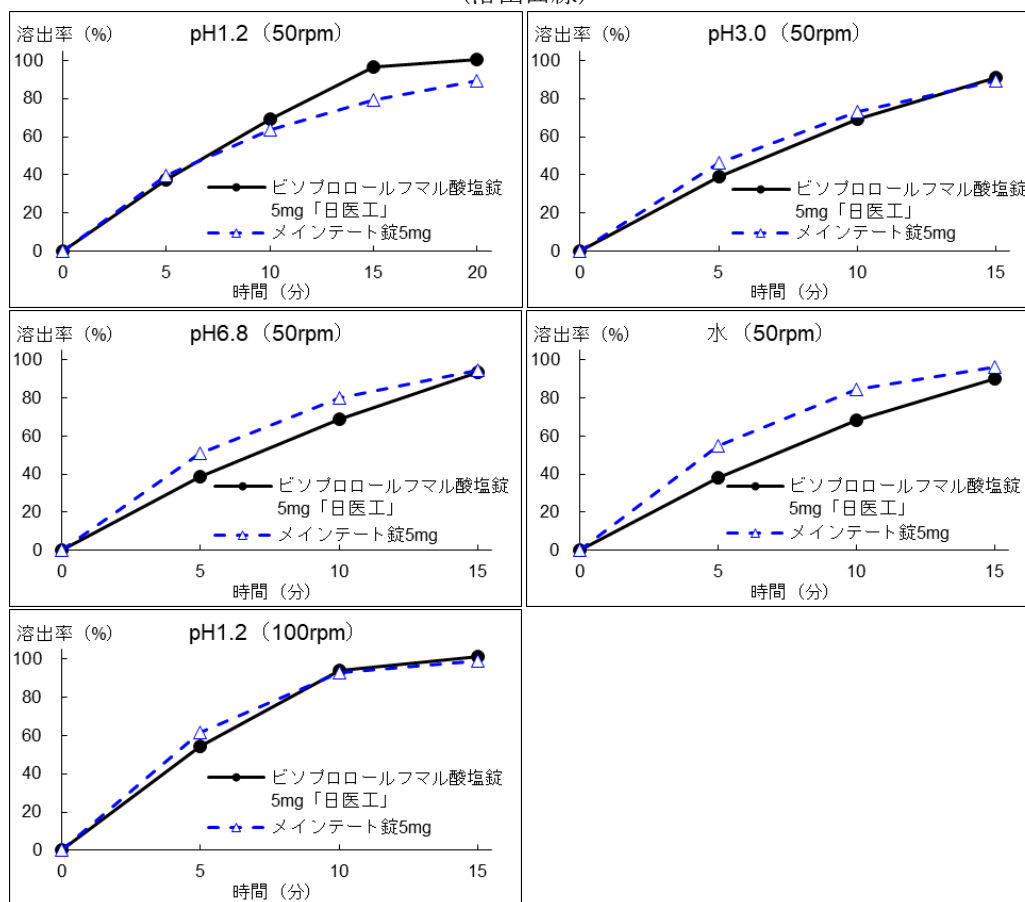 溶出率 (%)
pH1.2（50rpm）
100
80
60
40
20
0
ビソプロロールフマル酸塩錠
5mg「日医工」
メインテート錠5mg
0 5 10 15 20
時間（分）
溶出率 (%)
pH3.0（50rpm）
100
80
60
40
20
0
ビソプロロールフマル酸塩錠
5mg「日医工」
メインテート錠5mg
0 5 10 15
時間（分）
溶出率 (%)
pH6.8（50rpm）
100
80
60
40
20
0
ビソプロロールフマル酸塩錠
5mg「日医工」
メインテート錠5mg
0 5 10 15
時間（分）
溶出率 (%)
水（50rpm）
100
80
60
40
20
0
ビソプロロールフマル酸塩錠
5mg「日医工」
メインテート錠5mg
0 5 10 15
時間（分）
溶出率 (%)
pH1.2（100rpm）
100
80
60
40
20
0
ビソプロロールフマル酸塩錠
5mg「日医工」
メインテート錠5mg
0 5 10 15
時間（分）